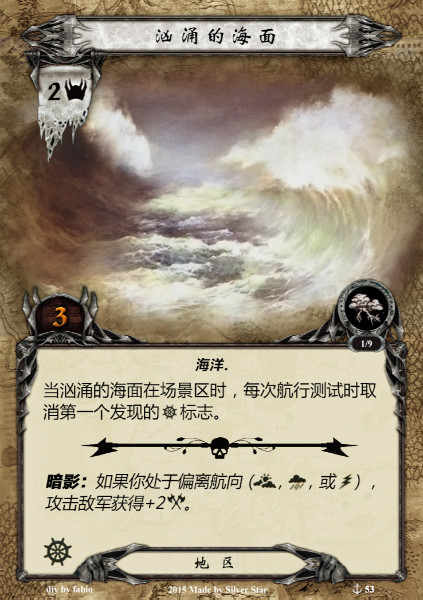 汹涌的海面
2
3
1/9
海洋.
当汹涌的海面在场景区时，每次航行测试时取
消第一个发现的 标志。
暗影：如果你处于偏离航向（ ， ，或 ），
攻击敌军获得+2 。
地区
diy by fabio
2015 Made by Silver Star
53